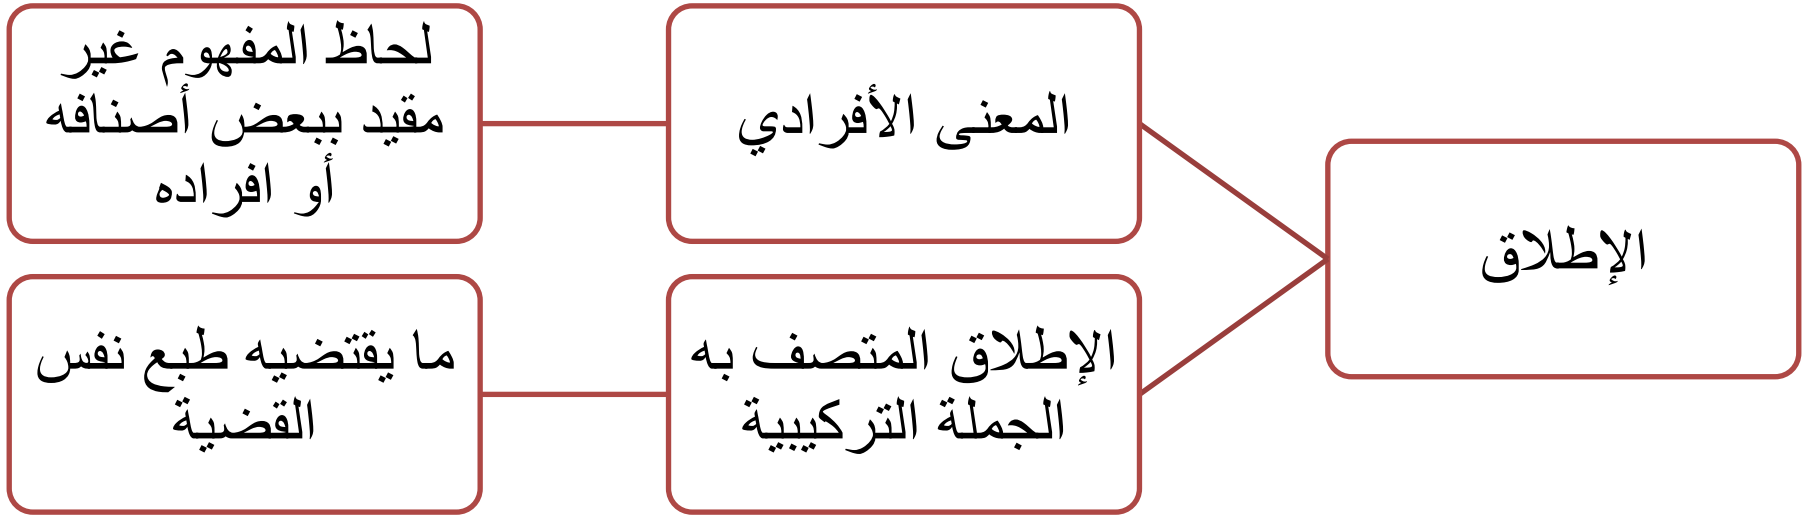 الإطلاق
المعنى الأفرادي
لحاظ المفهوم غير
مقيد ببعض أصنافه
أو افراده
الإطلاق المتصف به
الجملة التركيبية
ما يقتضيه طبع نفس
القضية